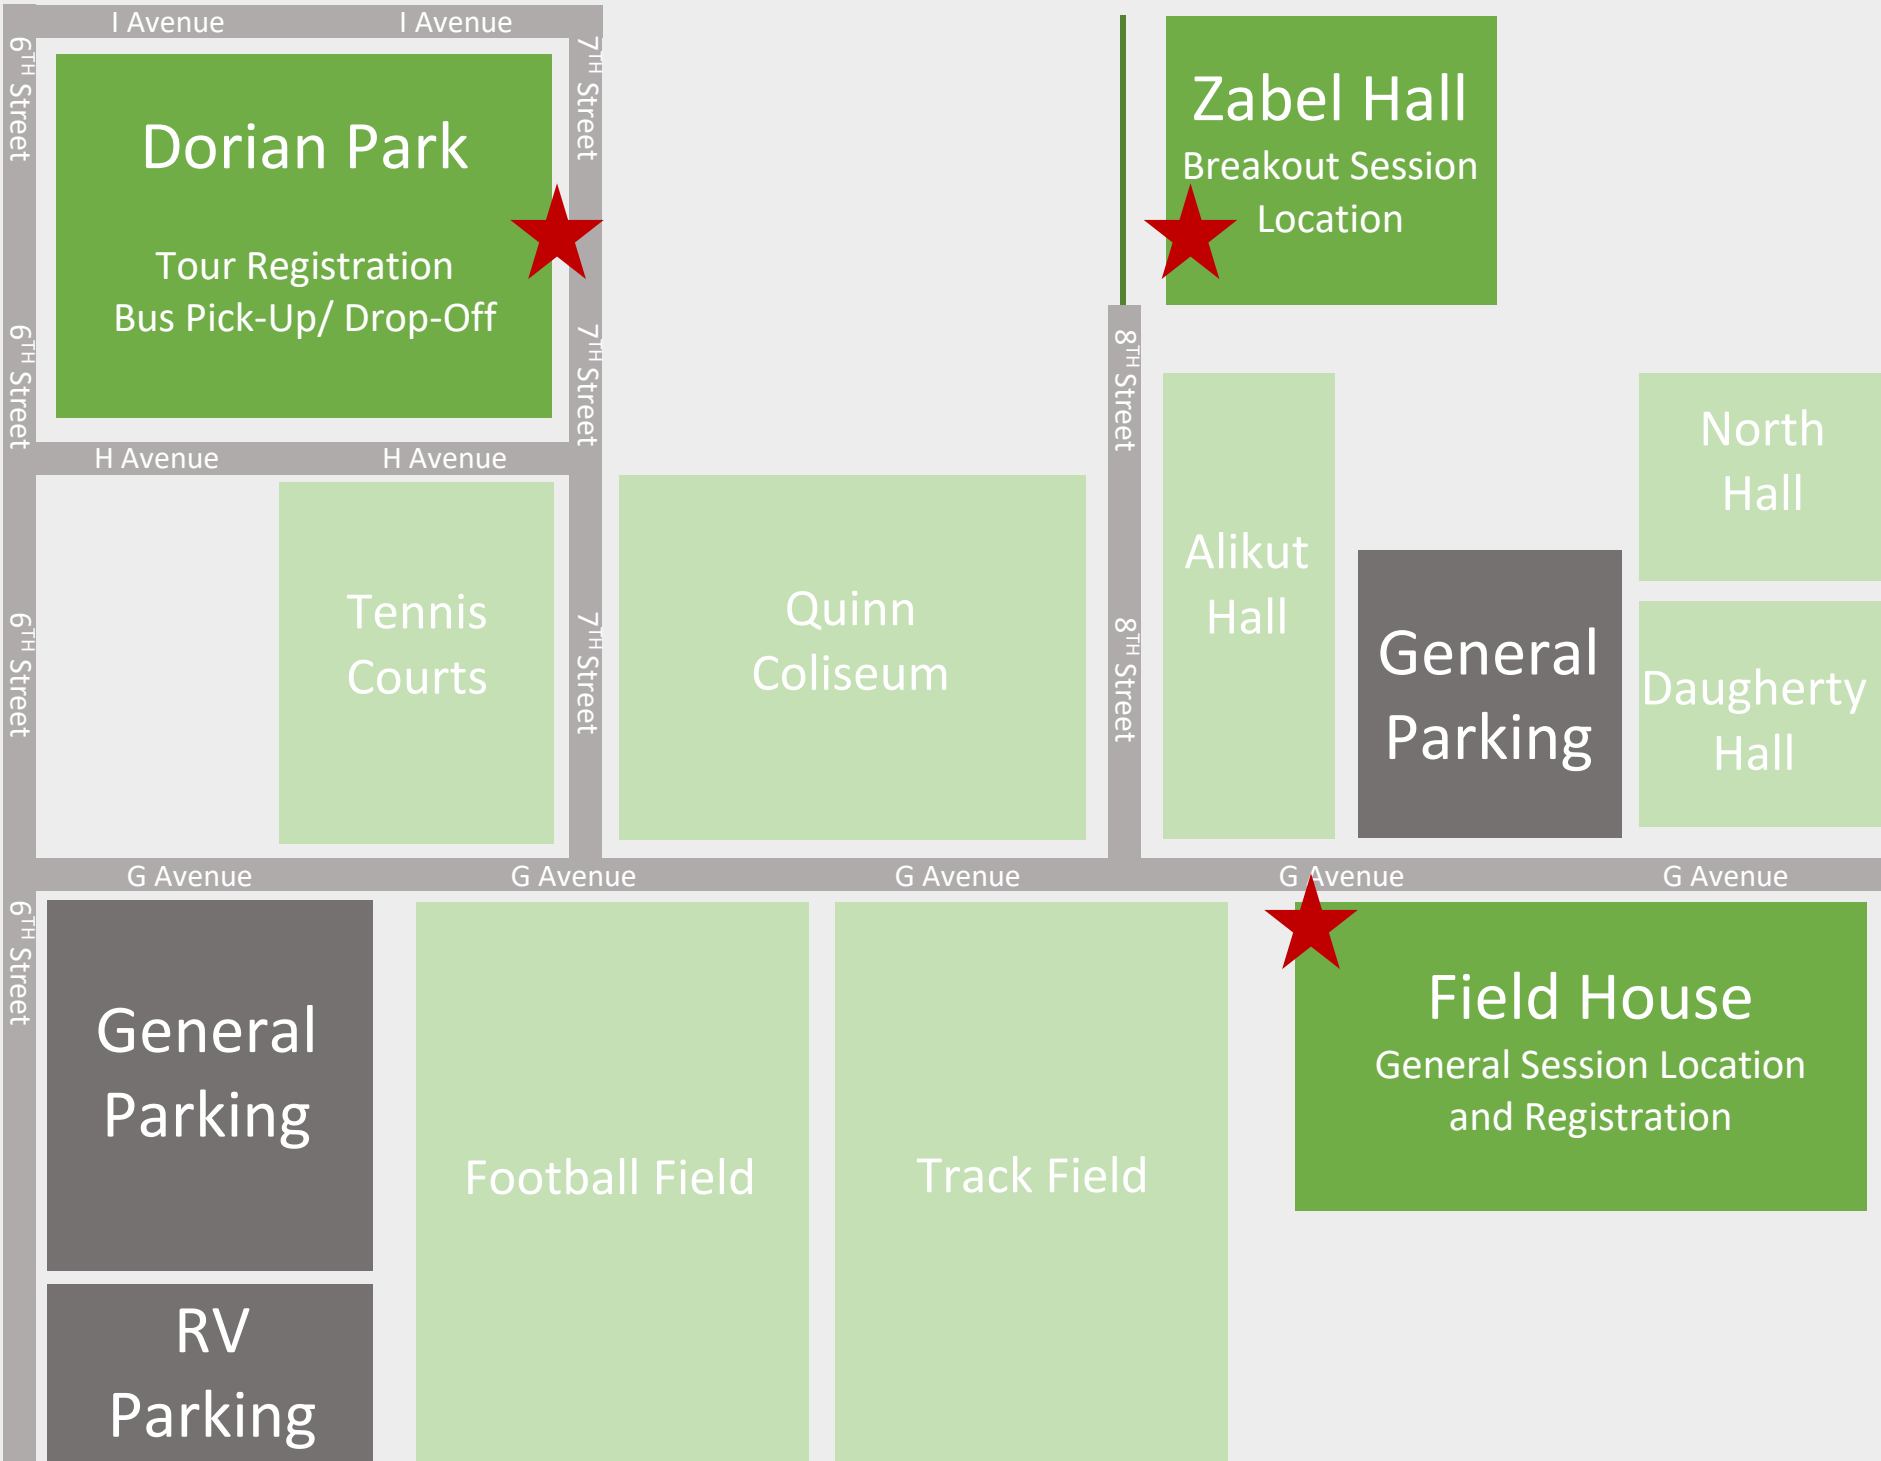 I Avenue
I Avenue
6TH Street
7TH Street
Dorian Park
Tour Registration
Bus Pick-Up/ Drop-Off
Zabel Hall
Breakout Session
Location
6TH Street
7TH Street
8TH Street
H Avenue
H Avenue
North
Hall
Alikut
Hall
Tennis
Courts
Quinn
Coliseum
6TH Street
7TH Street
8TH Street
General
Parking
Daugherty
Hall
G Avenue
G Avenue
G Avenue
G Avenue
G Avenue
6TH Street
General
Parking
Field House
General Session Location
and Registration
Football Field
Track Field
RV
Parking